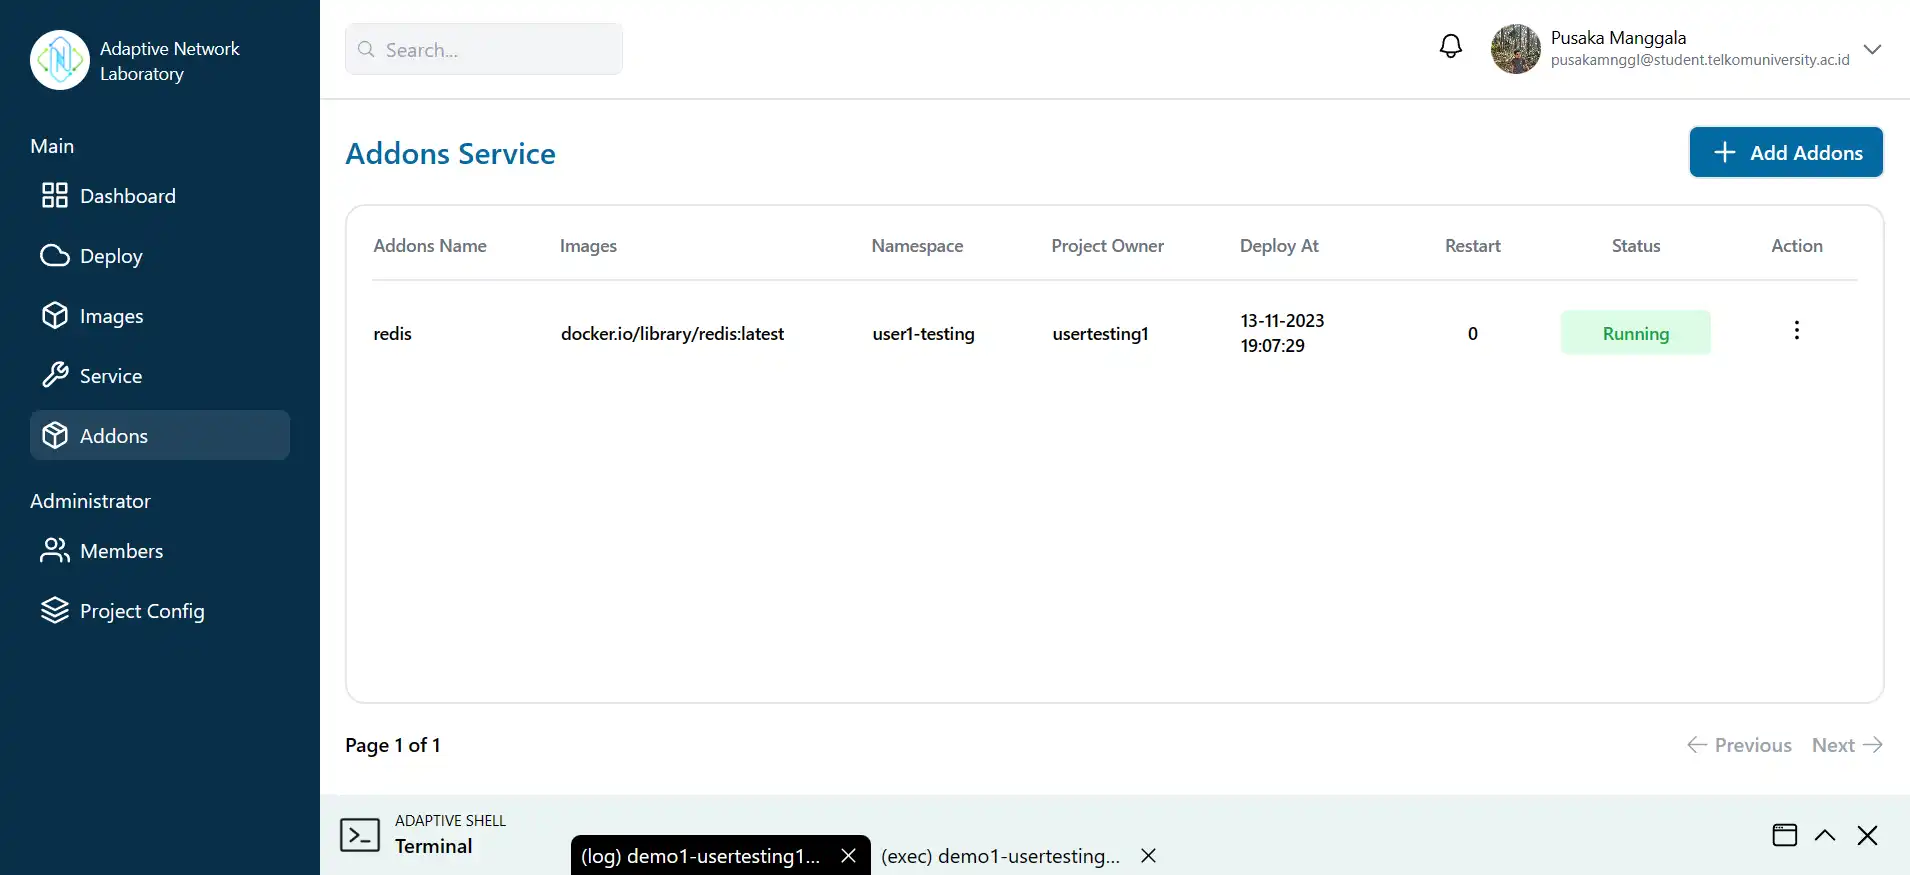 Adaptive Network
Laboratory
Main
Dashboard
Deploy
Images
Service
Addons
Administrator
Members
Project Config
Search...
Pusaka Manggala
pusakamnggl@student.telkomuniversity.ac.id
Addons Service
Add Addons
Addons Name Images Namespace Project Owner Deploy At Restart Status Action
redis docker.io/library/redis:latest user1-testing usertesting1 13-11-2023 19:07:29 0 Running
Page 1 of 1
Previous Next
ADAPTIVE SHELL
Terminal
(log) demo1-usertesting1... (exec) demo1-usertesting...